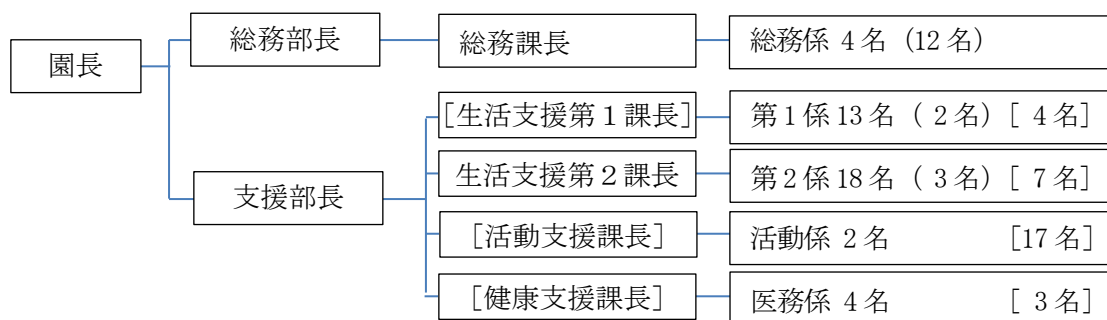 園長
総務部長
総務課長
総務係 4名 (12名)
支援部長
[生活支援第1課長]
第1係13名 ( 2名) [ 4名]
生活支援第2課長
第2係18名 ( 3名) [ 7名]
[活動支援課長]
活動係 2名 [17名]
[健康支援課長]
医務係 4名 [ 3名]